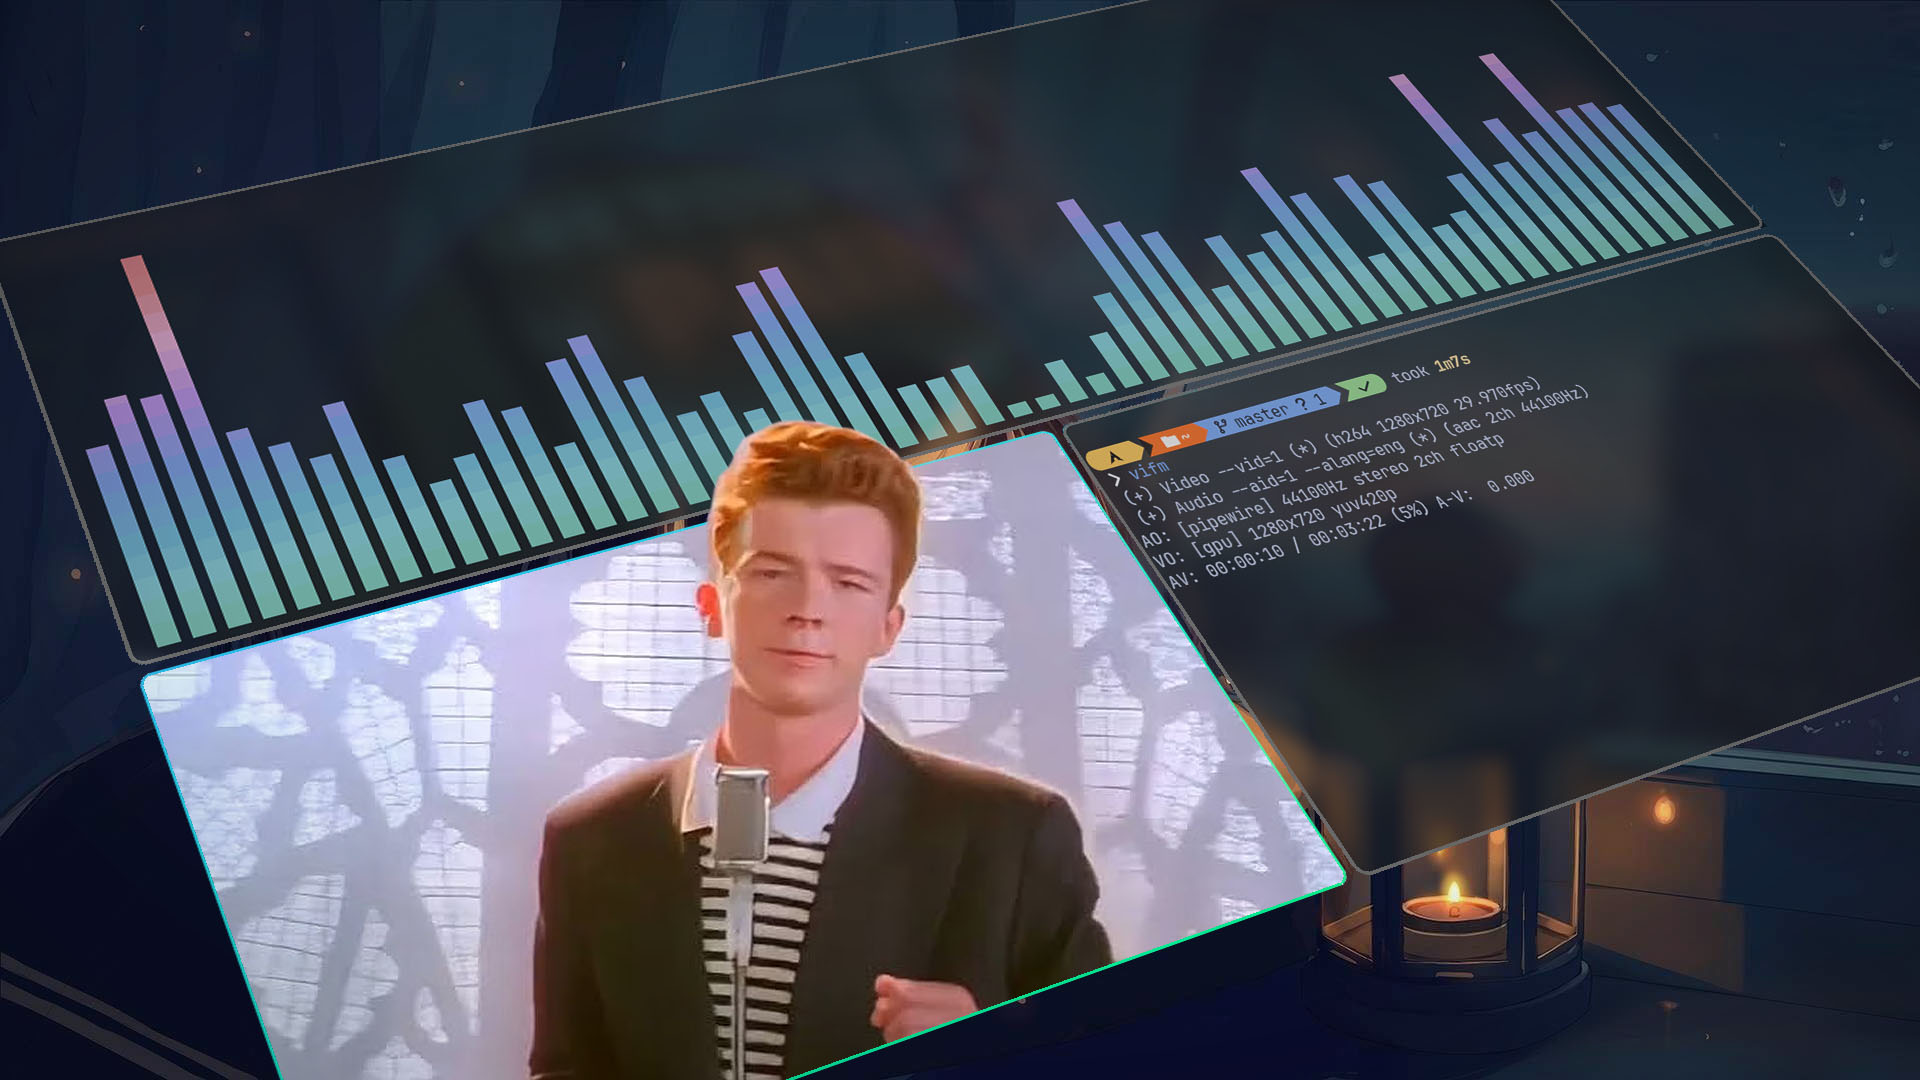 ~ master ? 1 ✓ took 1m7s
❯ vifm
(+) Video --vid=1 (*) (h264 1280x720 29.970fps)
(+) Audio --aid=1 --alang=eng (*) (aac 2ch 44100Hz)
AO: [pipewire] 44100Hz stereo 2ch floatp
VO: [gpu] 1280x720 yuv420p
AV: 00:00:10 / 00:03:22 (5%) A-V: 0.000